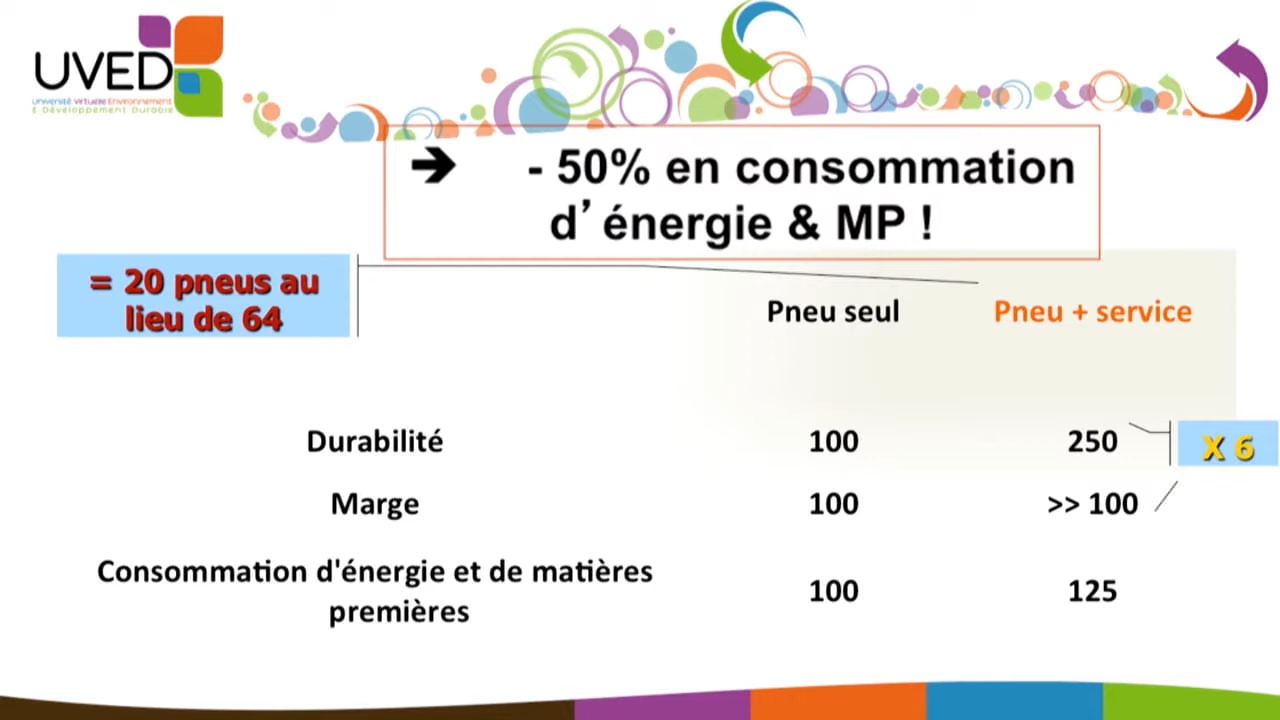 UVED
Université Virtuelle Environnement
& Développement Durable
➔ - 50% en consommation
d’énergie & MP !
= 20 pneus au
lieu de 64
Pneu seul Pneu + service
Durabilité 100 250 X 6
Marge 100 >> 100
Consommation d'énergie et de matières
premières 100 125